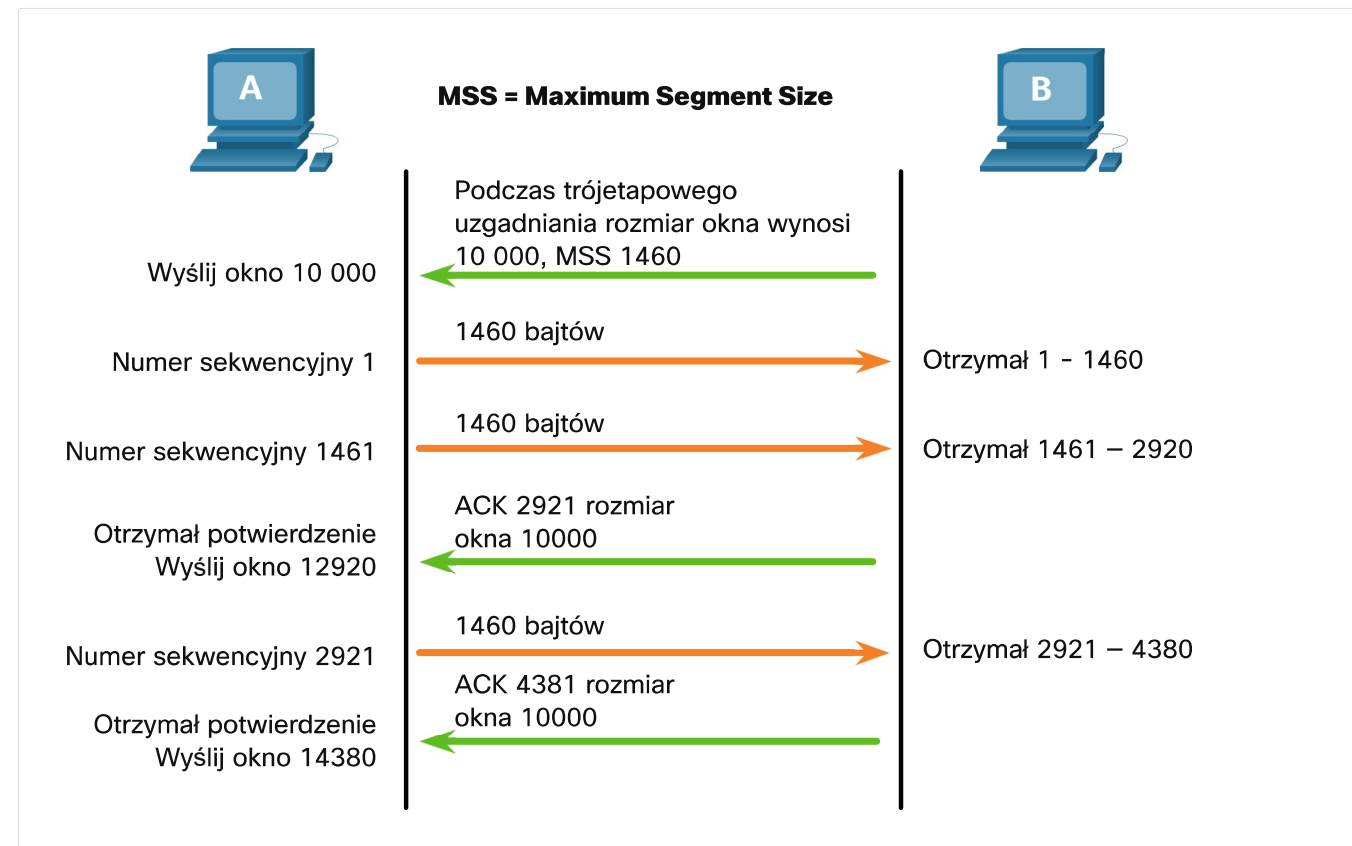 A
MSS = Maximum Segment Size
B
Podczas trójetapowego
uzgadniania rozmiar okna wynosi
10 000, MSS 1460
Wyślij okno 10 000
1460 bajtów
Numer sekwencyjny 1
Otrzymał 1 - 1460
1460 bajtów
Numer sekwencyjny 1461
Otrzymał 1461 – 2920
ACK 2921 rozmiar
okna 10000
Otrzymał potwierdzenie
Wyślij okno 12920
1460 bajtów
Numer sekwencyjny 2921
Otrzymał 2921 – 4380
ACK 4381 rozmiar
okna 10000
Otrzymał potwierdzenie
Wyślij okno 14380